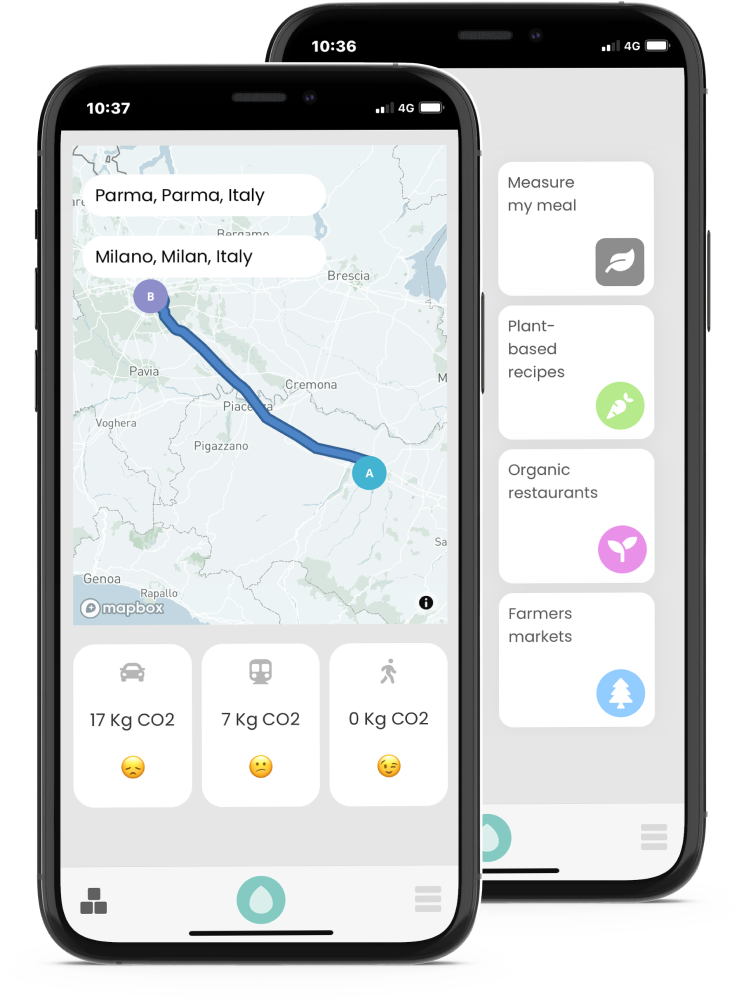 10:37
4G
Parma, Parma, Italy
Bergamo
Milano, Milan, Italy
Brescia
B
Pavia
Cremona
Piacenza
Voghera
Pigazzano
A
Genoa
Rapallo
mapbox
17 Kg CO2
7 Kg CO2
0 Kg CO2
10:36
4G
Measure
my meal
Plant-
based
recipes
Organic
restaurants
Farmers
markets